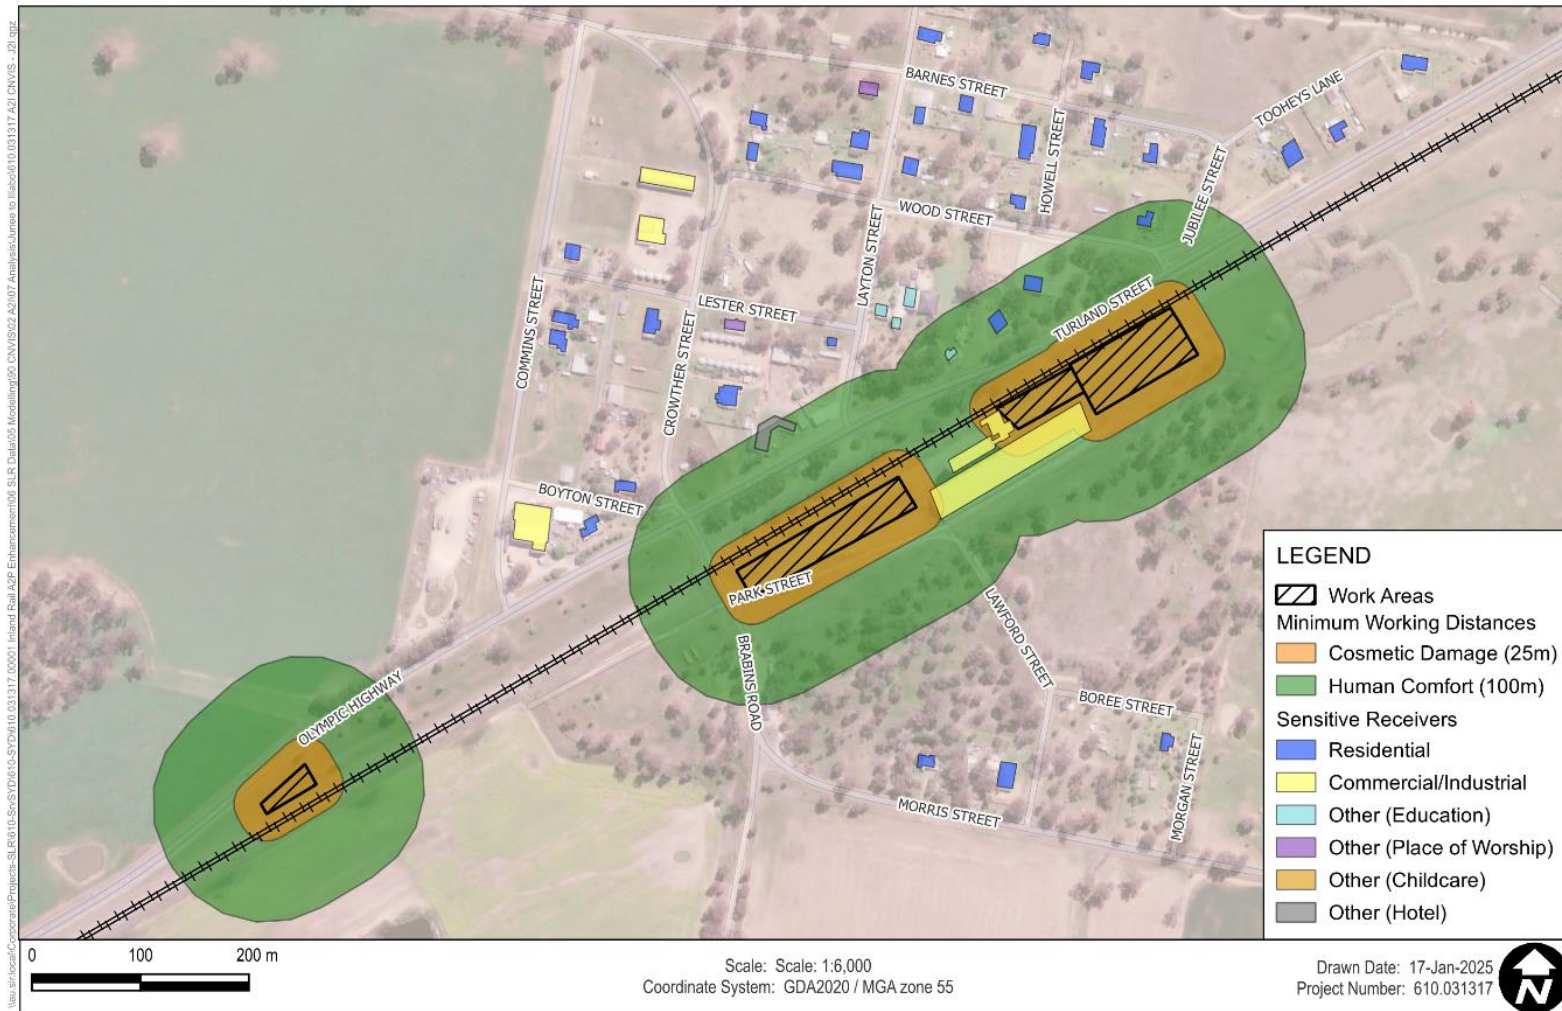 BARNES STREET
TOOHEYS LANE
HOWELL STREET
JUBILEE STREET
WOOD STREET
LAYTON STREET
COMMINS STREET
LESTER STREET
CROWTHER STREET
TURLAND STREET
BOYTON STREET
PARK STREET
BRABINS ROAD
LAWFORD STREET
OLYMPIC HIGHWAY
BOREE STREET
MORGAN STREET
MORRIS STREET
LEGEND
Work Areas
Minimum Working Distances
Cosmetic Damage (25m)
Human Comfort (100m)
Sensitive Receivers
Residential
Commercial/Industrial
Other (Education)
Other (Place of Worship)
Other (Childcare)
Other (Hotel)
0 100 200 m
Scale: Scale: 1:6,000
Coordinate System: GDA2020 / MGA zone 55
Drawn Date: 17-Jan-2025
Project Number: 610.031317
N